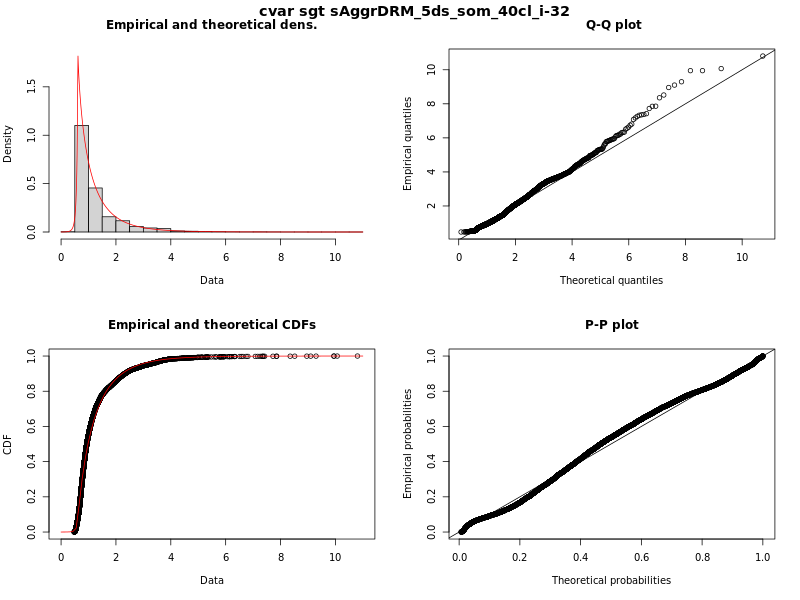 cvar sgt sAggrDRM_5ds_som_40cl_i-32
Empirical and theoretical dens.
Density
0.0 0.5 1.0 1.5
0 2 4 6 8 10
Data
Q-Q plot
Empirical quantiles
2 4 6 8 10
0 2 4 6 8 10
Theoretical quantiles
Empirical and theoretical CDFs
CDF
0.0 0.2 0.4 0.6 0.8 1.0
0 2 4 6 8 10
Data
P-P plot
Empirical probabilities
0.0 0.2 0.4 0.6 0.8 1.0
0.0 0.2 0.4 0.6 0.8 1.0
Theoretical probabilities